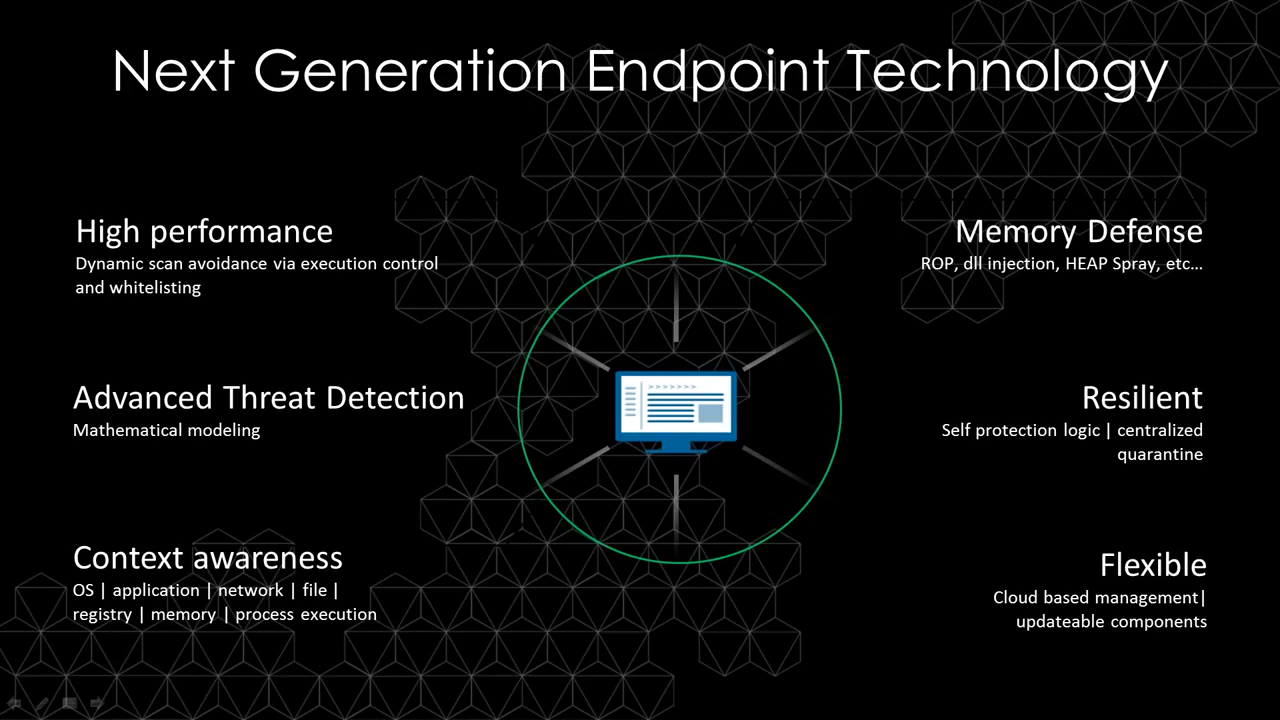 Next Generation Endpoint Technology
High performance
Dynamic scan avoidance via execution control
and whitelisting
Advanced Threat Detection
Mathematical modeling
Context awareness
OS | application | network | file |
registry | memory | process execution
Memory Defense
ROP, dll injection, HEAP Spray, etc...
Resilient
Self protection logic | centralized
quarantine
Flexible
Cloud based management|
updateable components